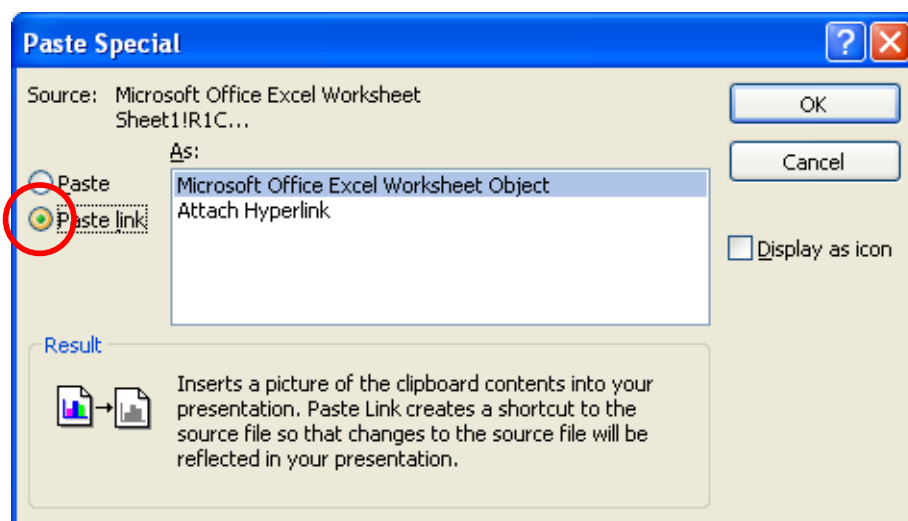 Paste Special
Source: Microsoft Office Excel Worksheet
Sheet1!R1C...
As:
Paste
Paste link
Microsoft Office Excel Worksheet Object
Attach Hyperlink
OK
Cancel
Display as icon
Result
Inserts a picture of the clipboard contents into your
presentation. Paste Link creates a shortcut to the
source file so that changes to the source file will be
reflected in your presentation.